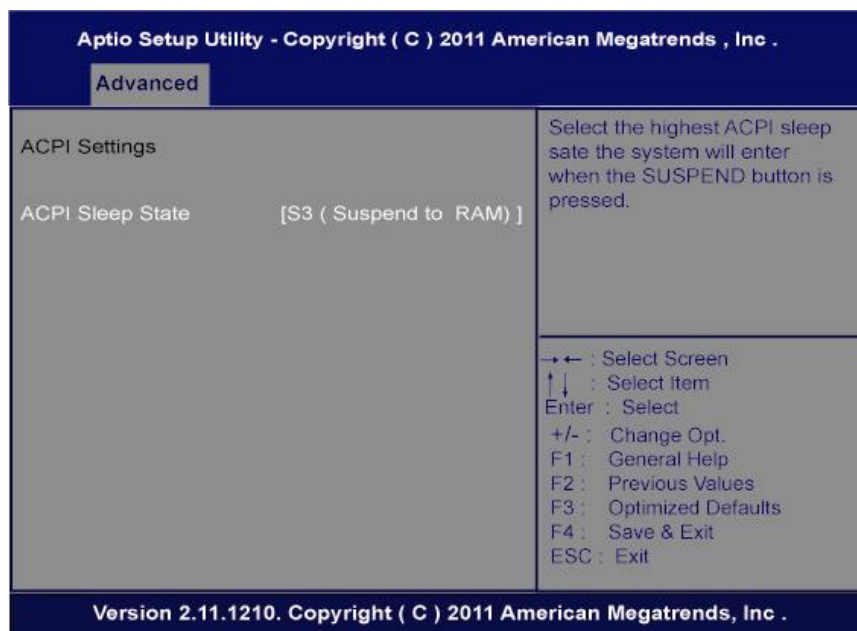 Aptio Setup Utility - Copyright ( C ) 2011 American Megatrends , Inc .
Advanced
ACPI Settings
ACPI Sleep State [S3 ( Suspend to RAM) ]
Select the highest ACPI sleep
sate the system will enter
when the SUSPEND button is
pressed.
→ ← : Select Screen
↑↓ : Select Item
Enter : Select
+/- : Change Opt.
F1 : General Help
F2 : Previous Values
F3 : Optimized Defaults
F4 : Save & Exit
ESC : Exit
Version 2.11.1210. Copyright ( C ) 2011 American Megatrends, Inc .